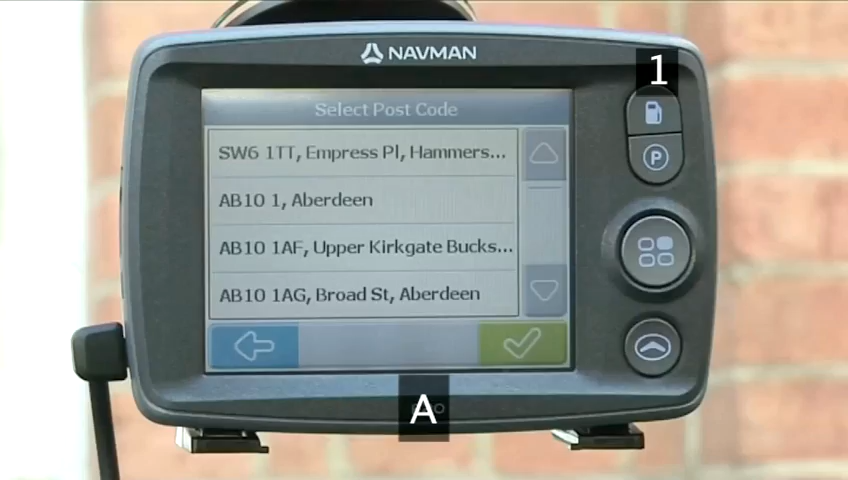 NAVMAN
1
Select Post Code
SW6 1TT, Empress Pl, Hammers...
AB10 1, Aberdeen
AB10 1AF, Upper Kirkgate Bucks...
AB10 1AG, Broad St, Aberdeen
P
A